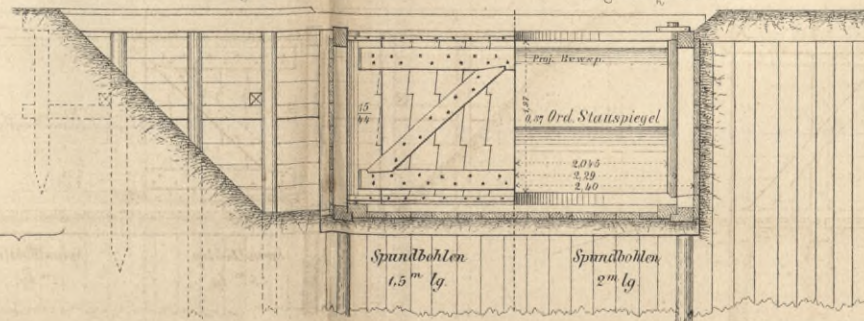 Proj. Bewsp.
15
44
0,87 Ord. Stauspiegel
2,045
2,29
2,40
Spundbohlen
1,5 m lg.
Spundbohlen
2 m lg